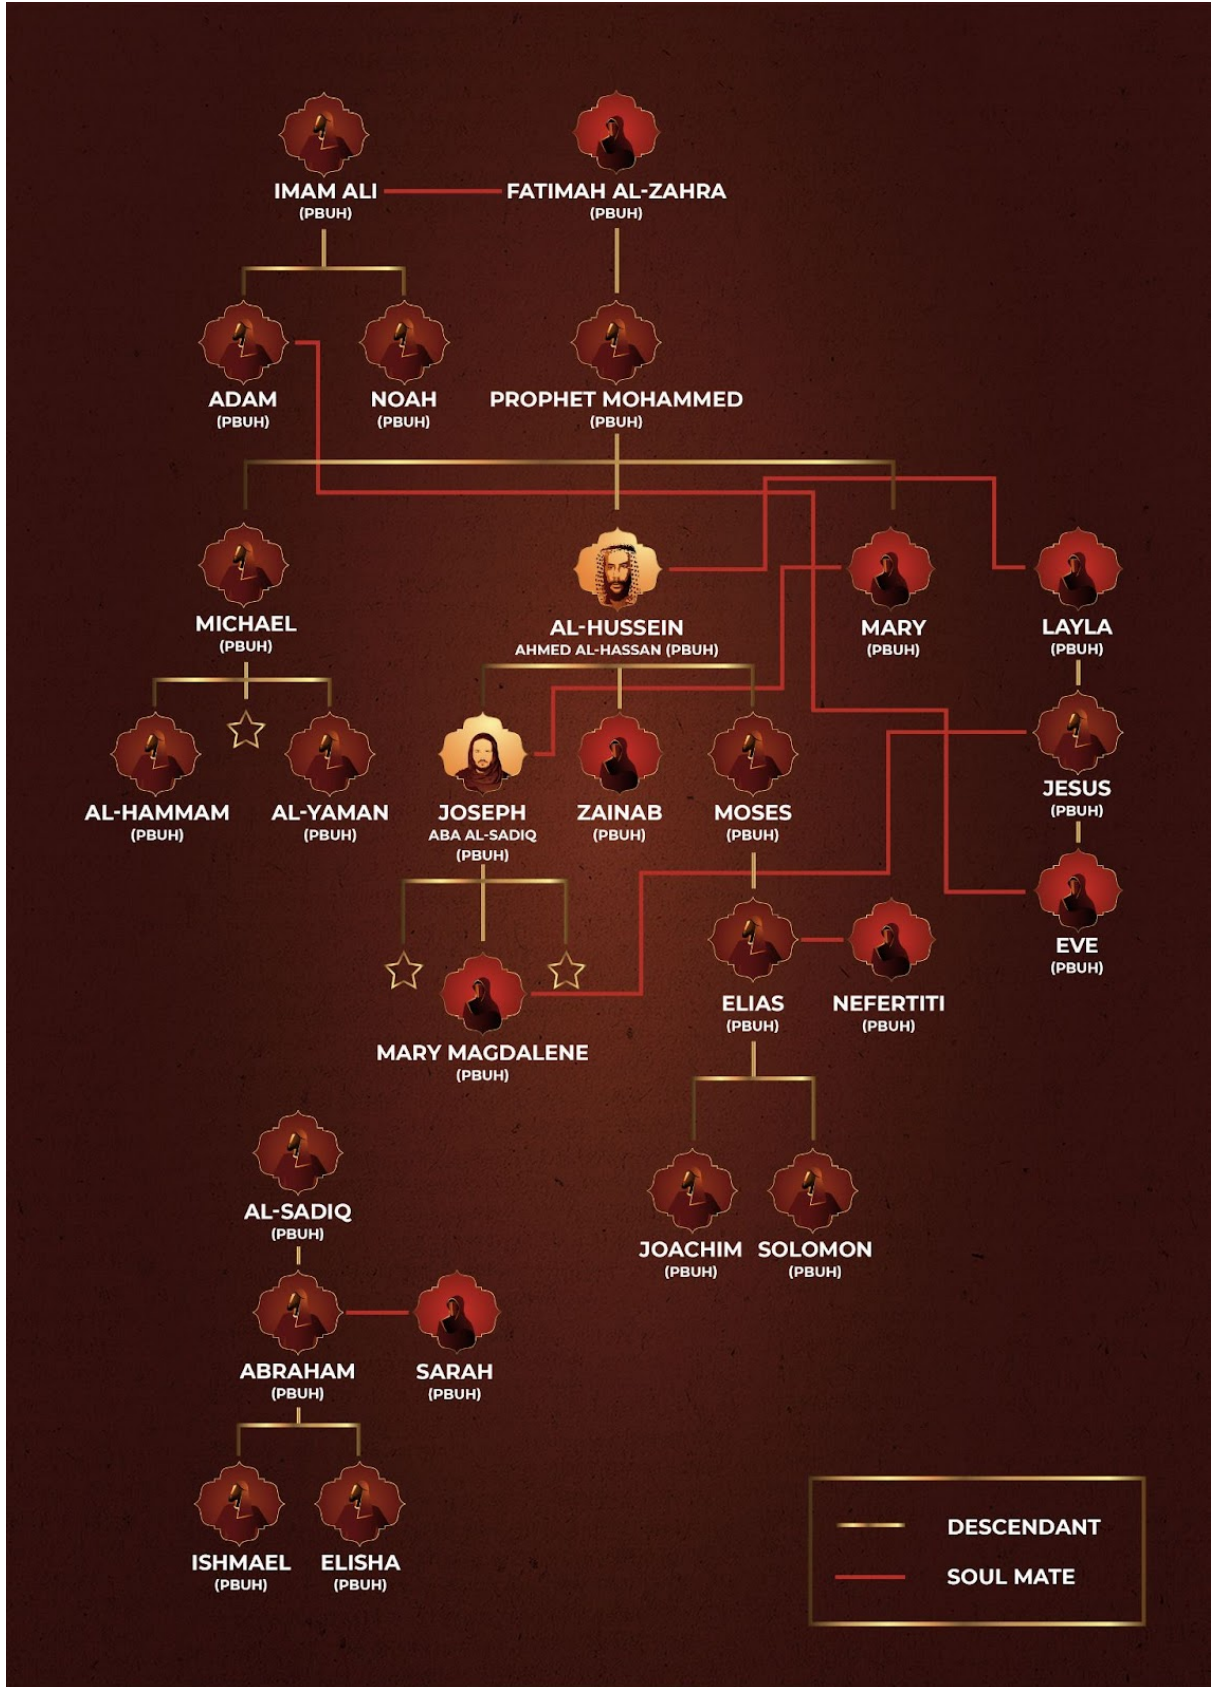 IMAM ALI
(PBUH)
FATIMAH AL-ZAHRA
(PBUH)
ADAM
(PBUH)
NOAH
(PBUH)
PROPHET MOHAMMED
(PBUH)
MICHAEL
(PBUH)
AL-HUSSEIN
AHMED AL-HASSAN (PBUH)
MARY
(PBUH)
LAYLA
(PBUH)
AL-HAMMAM
(PBUH)
AL-YAMAN
(PBUH)
JOSEPH
ABA AL-SADIQ
(PBUH)
ZAINAB
(PBUH)
MOSES
(PBUH)
JESUS
(PBUH)
EVE
(PBUH)
MARY MAGDALENE
(PBUH)
ELIAS
(PBUH)
NEFERTITI
(PBUH)
AL-SADIQ
(PBUH)
JOACHIM
(PBUH)
SOLOMON
(PBUH)
ABRAHAM
(PBUH)
SARAH
(PBUH)
ISHMAEL
(PBUH)
ELISHA
(PBUH)
DESCENDANT
SOUL MATE